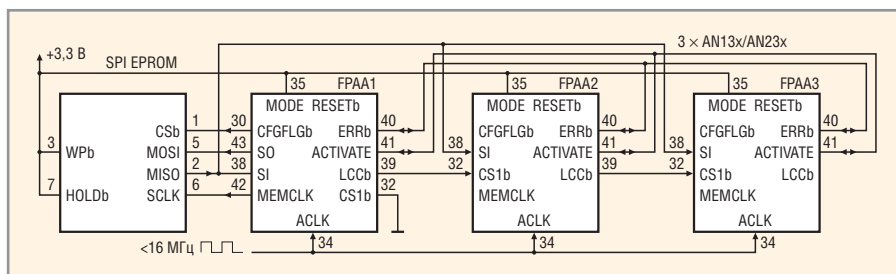 +3,3 В
SPI EPROM
3 × AN13x/AN23x
35 FPAA1
35 FPAA2
35 FPAA3
CSb
MOSI
MISO
SCLK
WPb
HOLDb
3
7
1
5
2
6
30
43
38
42
MODE RESETb
CFGFLGb
SO
SI
MEMCLK
ERRb
ACTIVATE
LCCb
CS1b
ACLK
40
41
39
32
34
38
32
MODE RESETb
CFGFLGb
SI
CS1b
MEMCLK
ERRb
ACTIVATE
LCCb
ACLK
40
41
39
34
38
32
MODE RESETb
CFGFLGb
SI
CS1b
MEMCLK
ERRb
ACTIVATE
LCCb
ACLK
40
41
34
<16 МГц